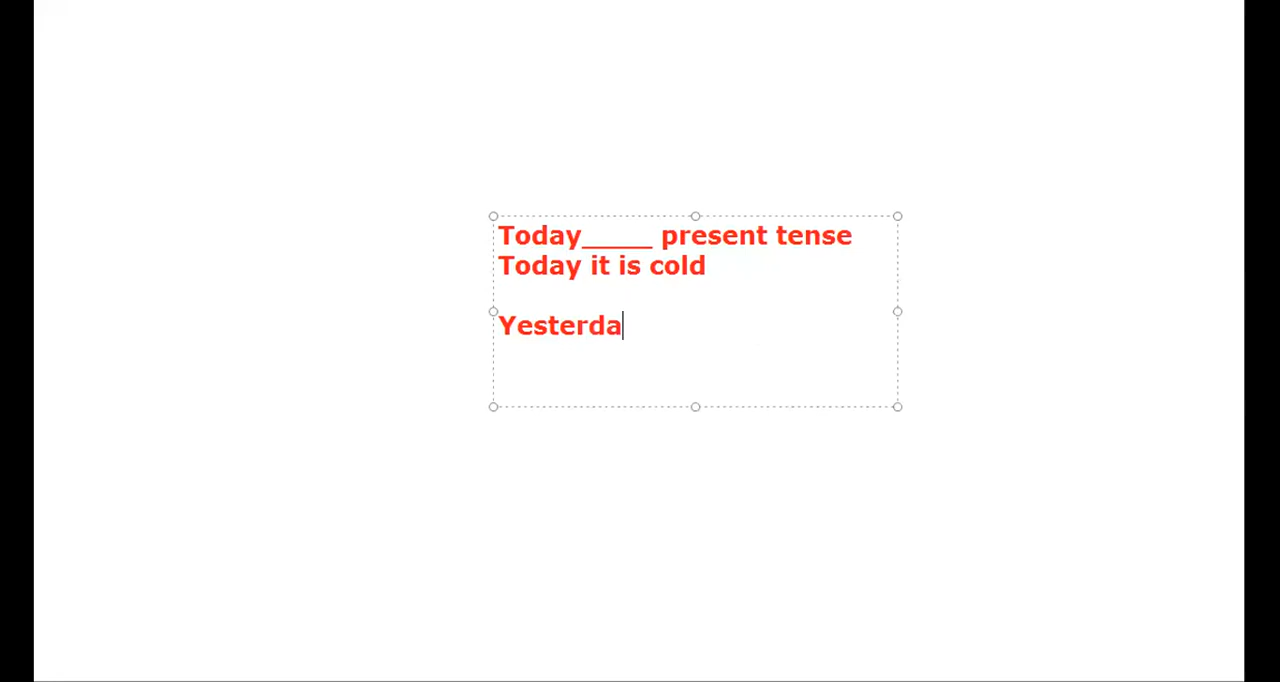 Today_____ present tense
Today it is cold
Yesterda